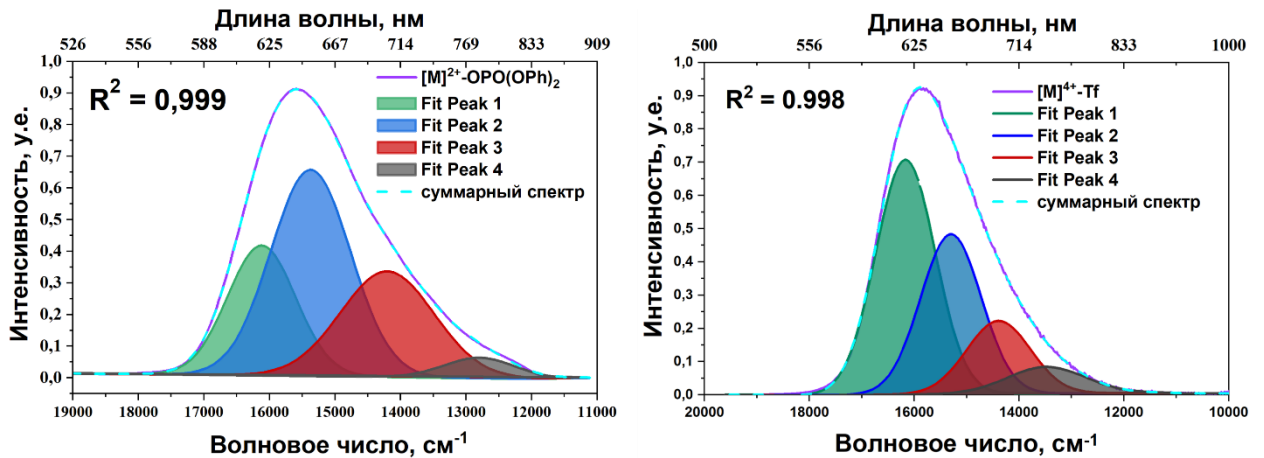 Длина волны, нм
526 556 588 625 667 714 769 833 909
1,0
0,9
0,8
0,7
0,6
0,5
0,4
0,3
0,2
0,1
0,0
Интенсивность, у.е.
R² = 0,999
[M]²⁺-OPO(OPh)₂
Fit Peak 1
Fit Peak 2
Fit Peak 3
Fit Peak 4
суммарный спектр
19000 18000 17000 16000 15000 14000 13000 12000 11000
Волновое число, см⁻¹
Длина волны, нм
500 556 625 714 833 1000
1,0
0,9
0,8
0,7
0,6
0,5
0,4
0,3
0,2
0,1
0,0
Интенсивность, у.е.
R² = 0.998
[M]⁴⁺-Tf
Fit Peak 1
Fit Peak 2
Fit Peak 3
Fit Peak 4
суммарный спектр
20000 18000 16000 14000 12000 10000
Волновое число, см⁻¹